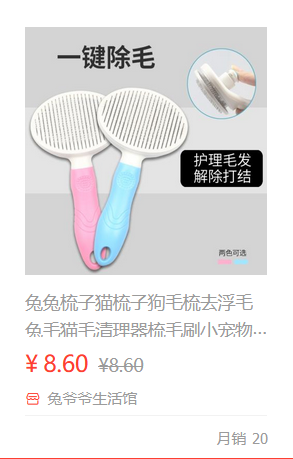 一键除毛
护理毛发
解除打结
两色可选
兔兔梳子猫梳子狗毛梳去浮毛
兔毛猫毛清理器梳毛刷小宠物...
¥ 8.60 ¥8.60
兔爷爷生活馆
月销 20